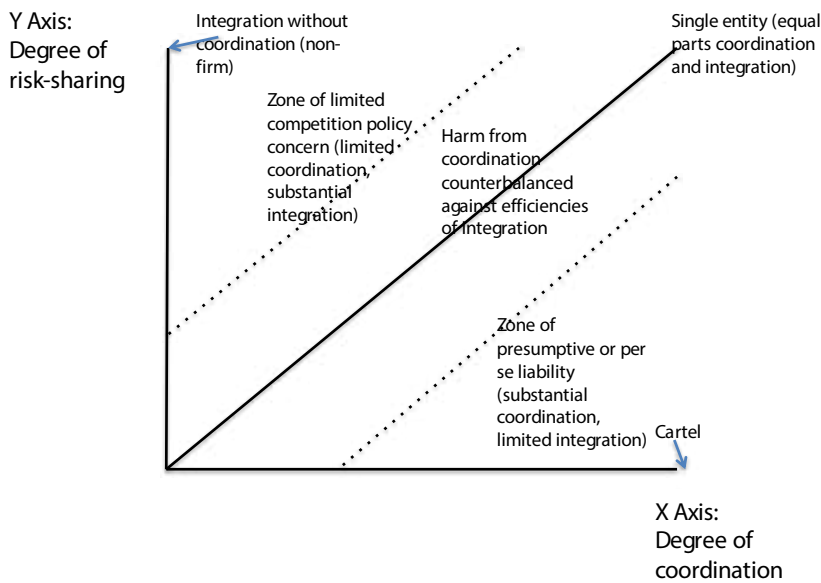 Y Axis:
Degree of
risk-sharing
Integration without
coordination (non-
firm)
Single entity (equal
parts coordination
and integration)
Zone of limited
competition policy
concern (limited
coordination,
substantial
integration)
Harm from
coordination
counterbalanced
against efficiencies
of integration
Zone of
presumptive or per
se liability
(substantial
coordination,
limited integration)
Cartel
X Axis:
Degree of
coordination